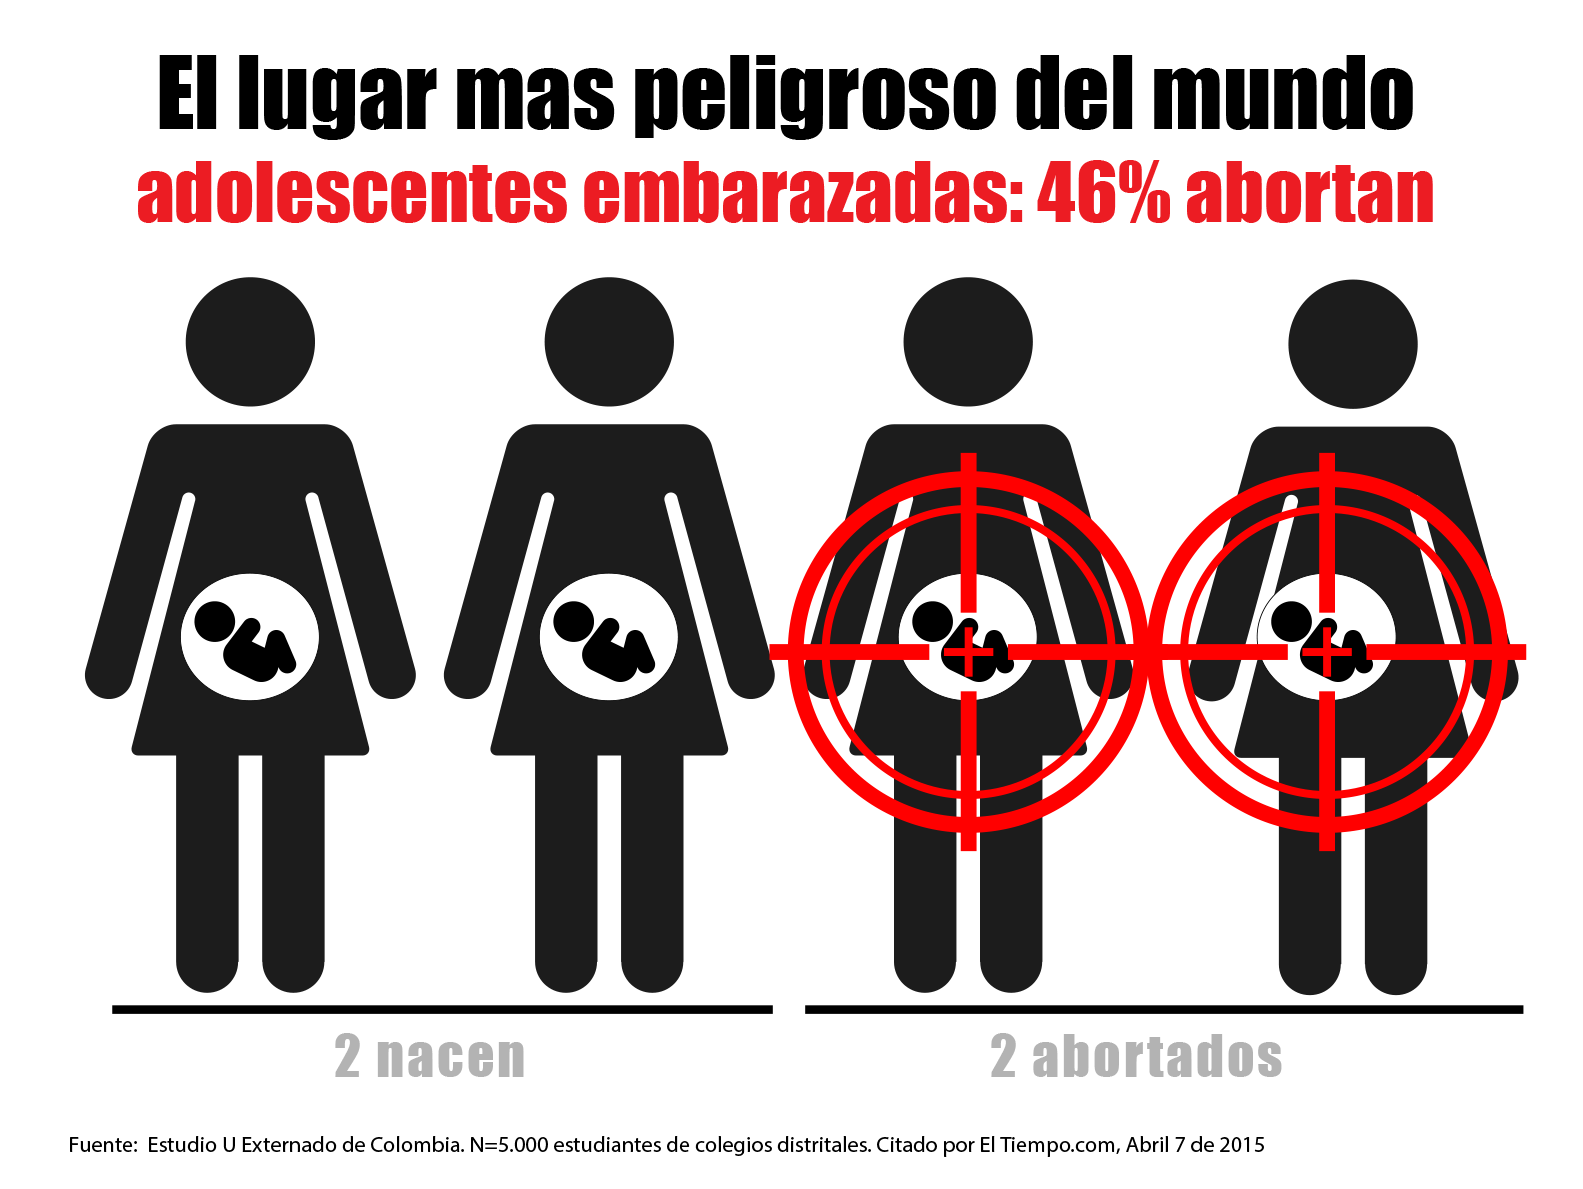 El lugar mas peligroso del mundo
adolescentes embarazadas: 46% abortan
2 nacen
2 abortados
Fuente:  Estudio U Externado de Colombia. N=5.000 estudiantes de colegios distritales. Citado por El Tiempo.com, Abril 7 de 2015